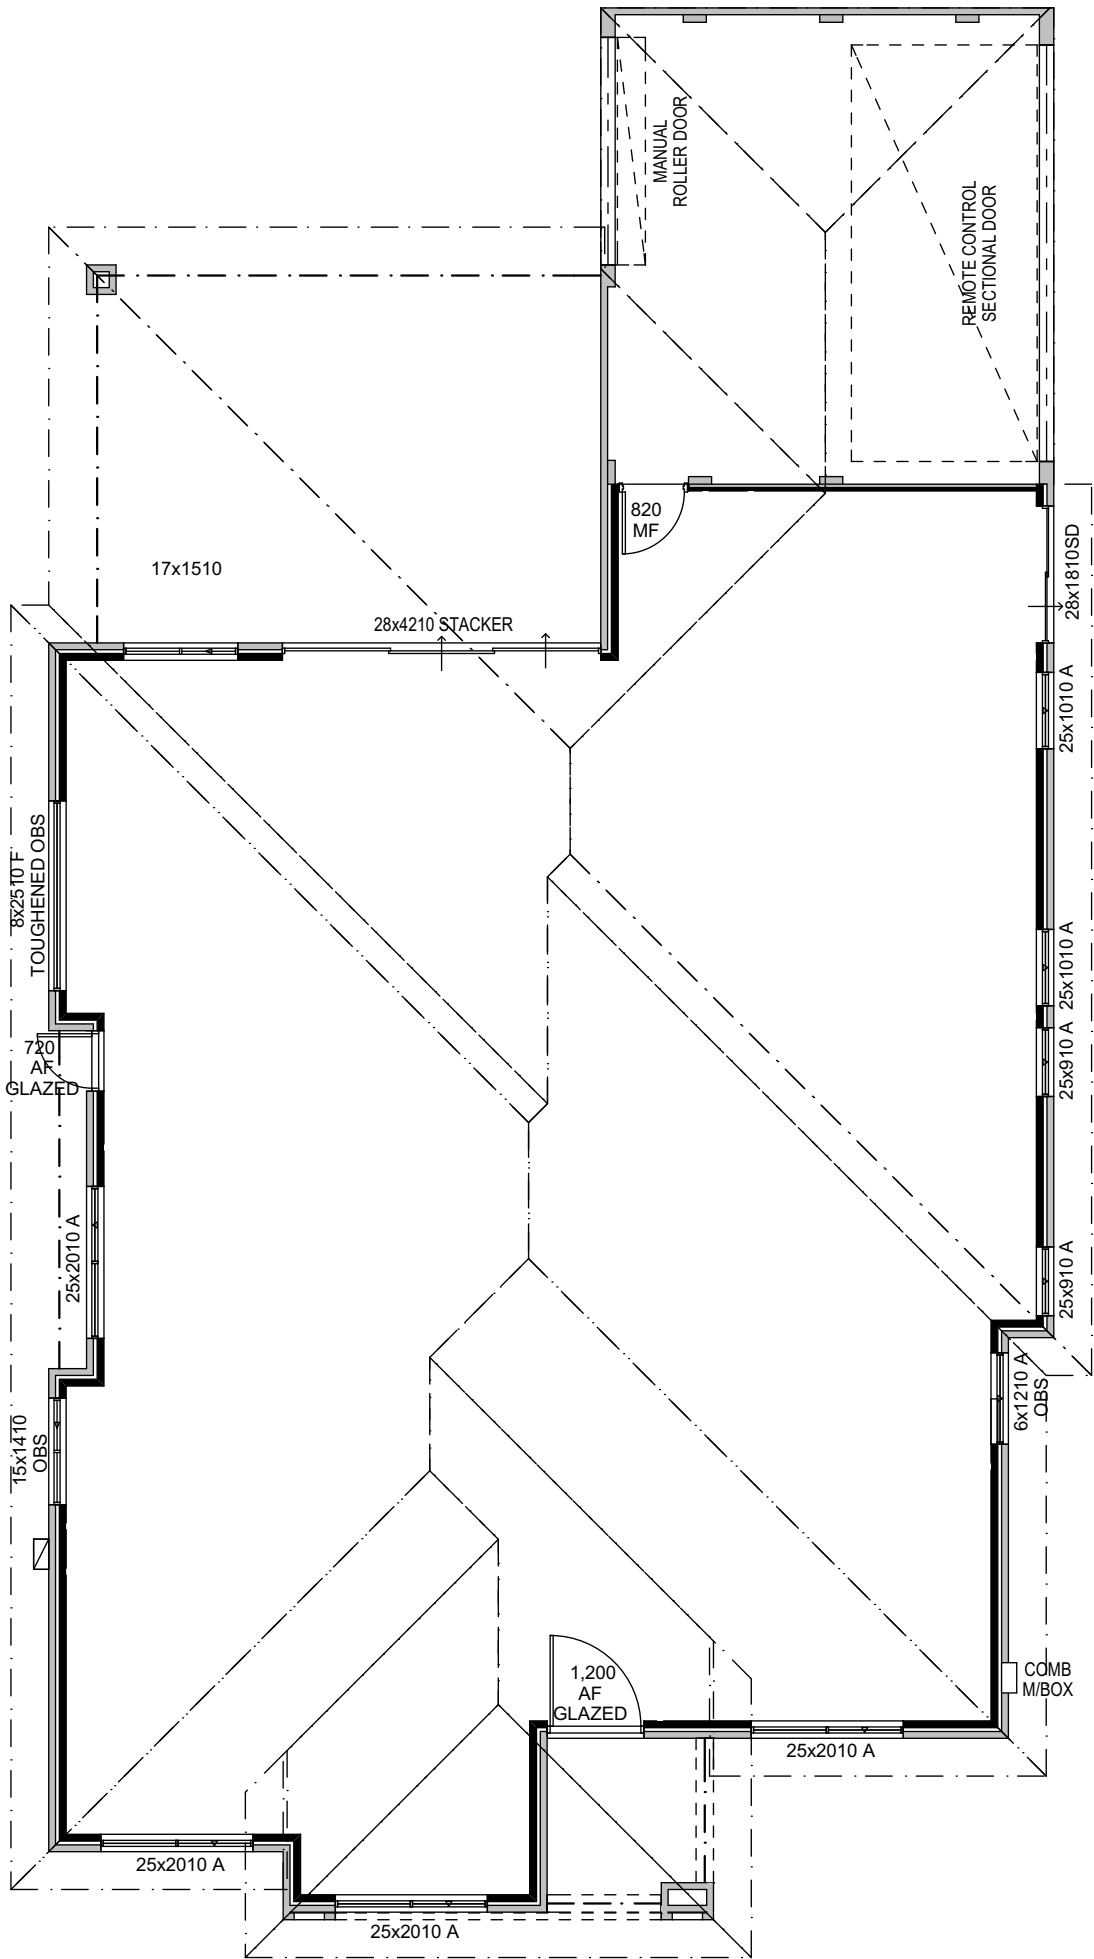 MANUAL
ROLLER DOOR
REMOTE CONTROL
SECTIONAL DOOR
820
MF
17x1510
28x4210 STACKER
28x1810SD
25x1010 A
8x2510 F
TOUGHENED OBS
25x1010 A
720
AF
GLAZED
25x910 A
25x2010 A
25x910 A
6x1210 A
OBS
15x1410
OBS
1,200
AF
GLAZED
COMB
M/BOX
25x2010 A
25x2010 A
25x2010 A